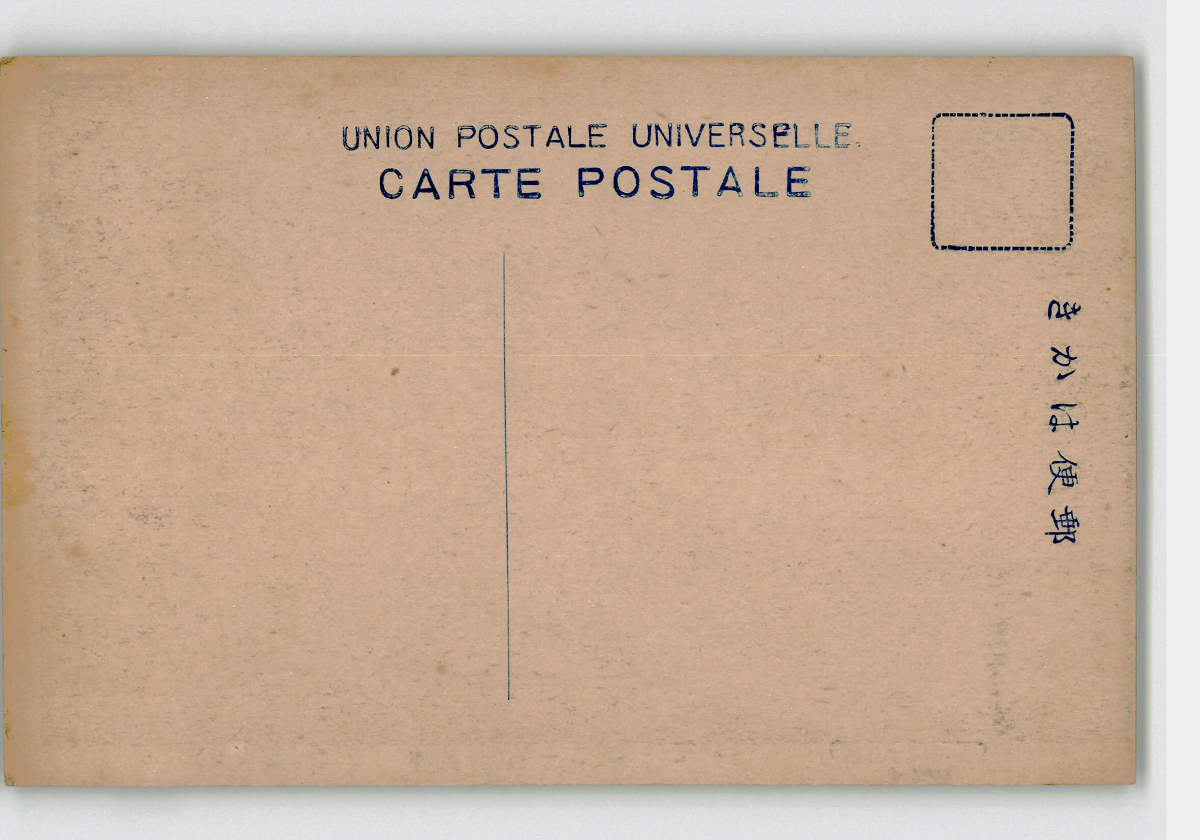 UNION POSTALE UNIVERSELLE.
CARTE POSTALE
きかは便郵